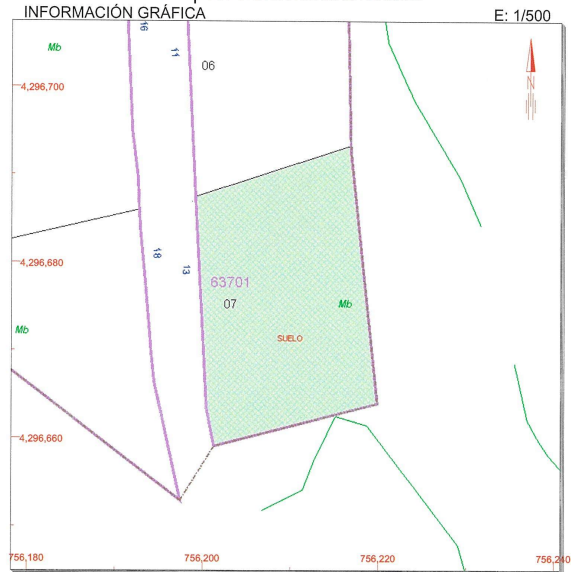 INFORMACIÓN GRÁFICA
E: 1/500
16
Mb
11
06
N
4,296,700
4,296,680
18
13
63701
07
Mb
Mb
SUELO
4,296,660
756,180
756,200
756,220
756,240